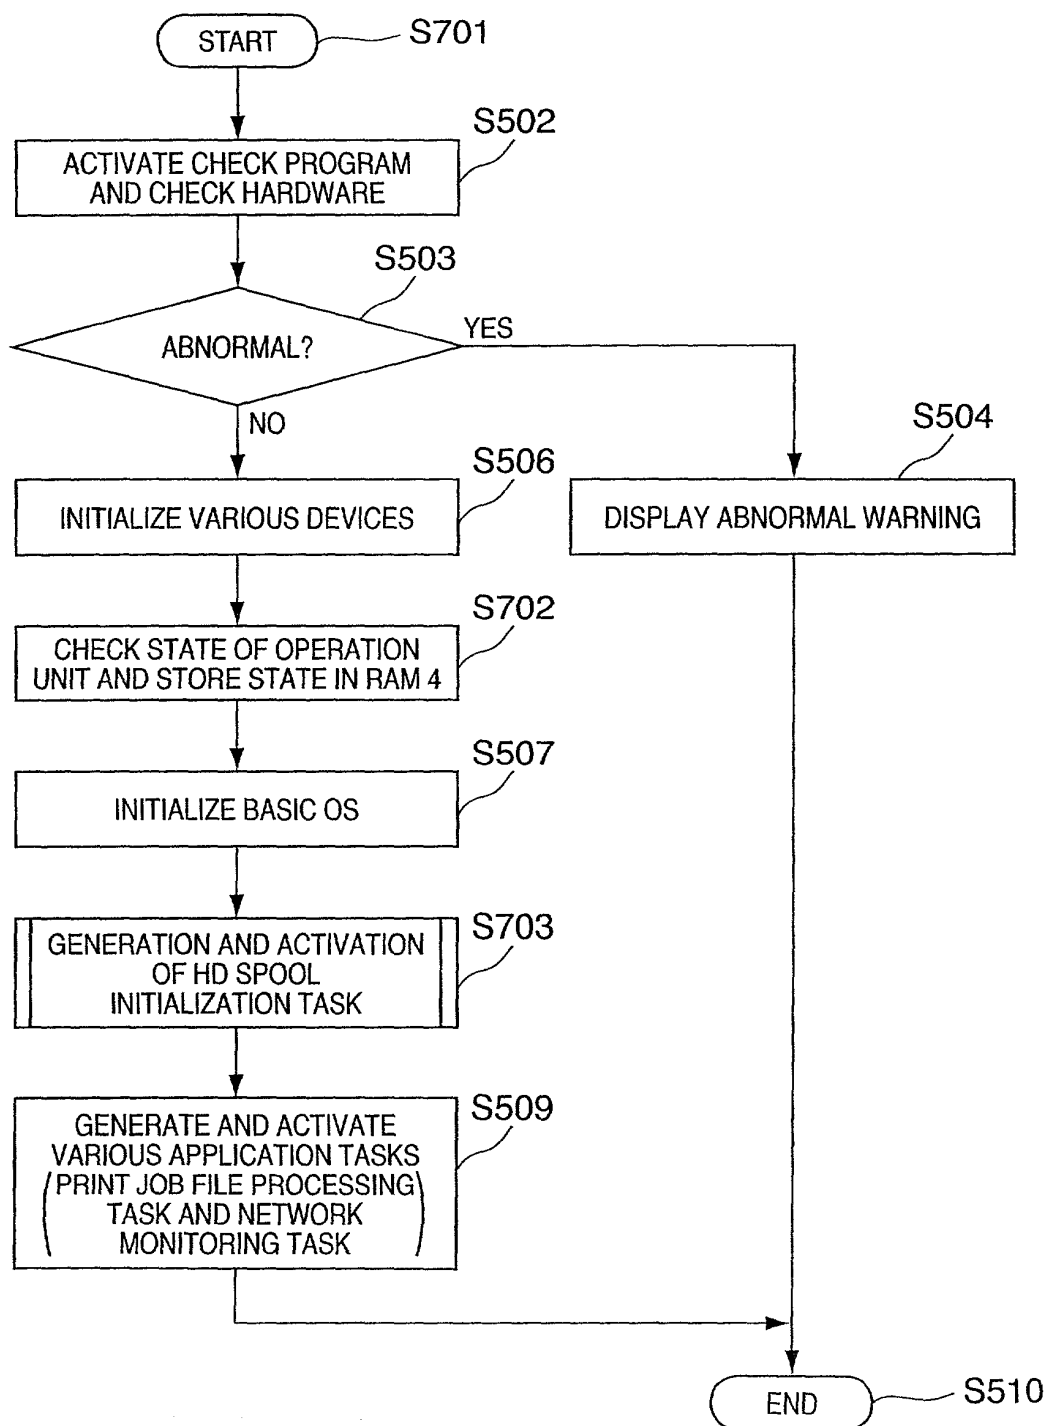 START
S701
S502
ACTIVATE CHECK PROGRAM
AND CHECK HARDWARE
S503
ABNORMAL?
YES
NO
S504
S506
INITIALIZE VARIOUS DEVICES
DISPLAY ABNORMAL WARNING
S702
CHECK STATE OF OPERATION
UNIT AND STORE STATE IN RAM 4
S507
INITIALIZE BASIC OS
S703
GENERATION AND ACTIVATION
OF HD SPOOL
INITIALIZATION TASK
S509
GENERATE AND ACTIVATE
VARIOUS APPLICATION TASKS
(PRINT JOB FILE PROCESSING
TASK AND NETWORK
MONITORING TASK)
END
S510